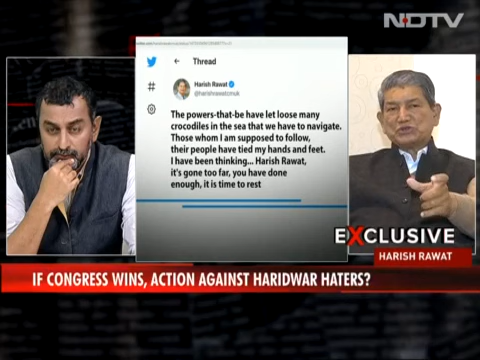 NDTV
Thread
Harish Rawat
@harishrawatcmuk
The powers-that-be have let loose many
crocodiles in the sea that we have to navigate.
Those whom I am supposed to follow,
their people have tied my hands and feet.
I have been thinking... Harish Rawat,
it's gone too far, you have done
enough, it is time to rest
EXCLUSIVE
HARISH RAWAT
IF CONGRESS WINS, ACTION AGAINST HARIDWAR HATERS?